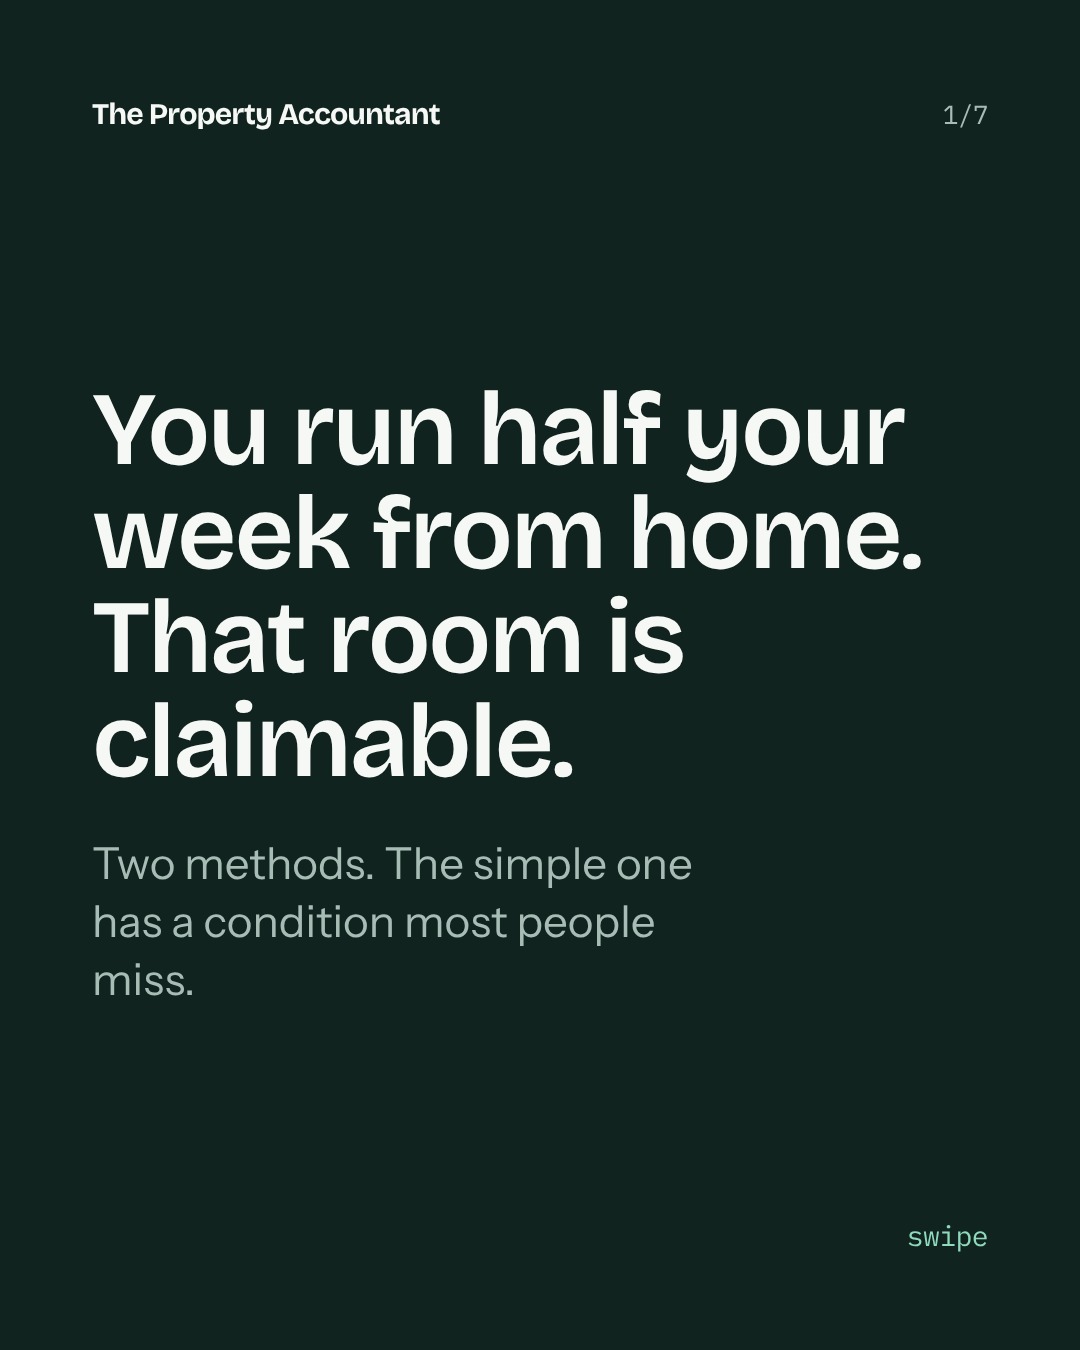 The Property Accountant
1/7
You run half your
week from home.
That room is
claimable.
Two methods. The simple one
has a condition most people
miss.
swipe